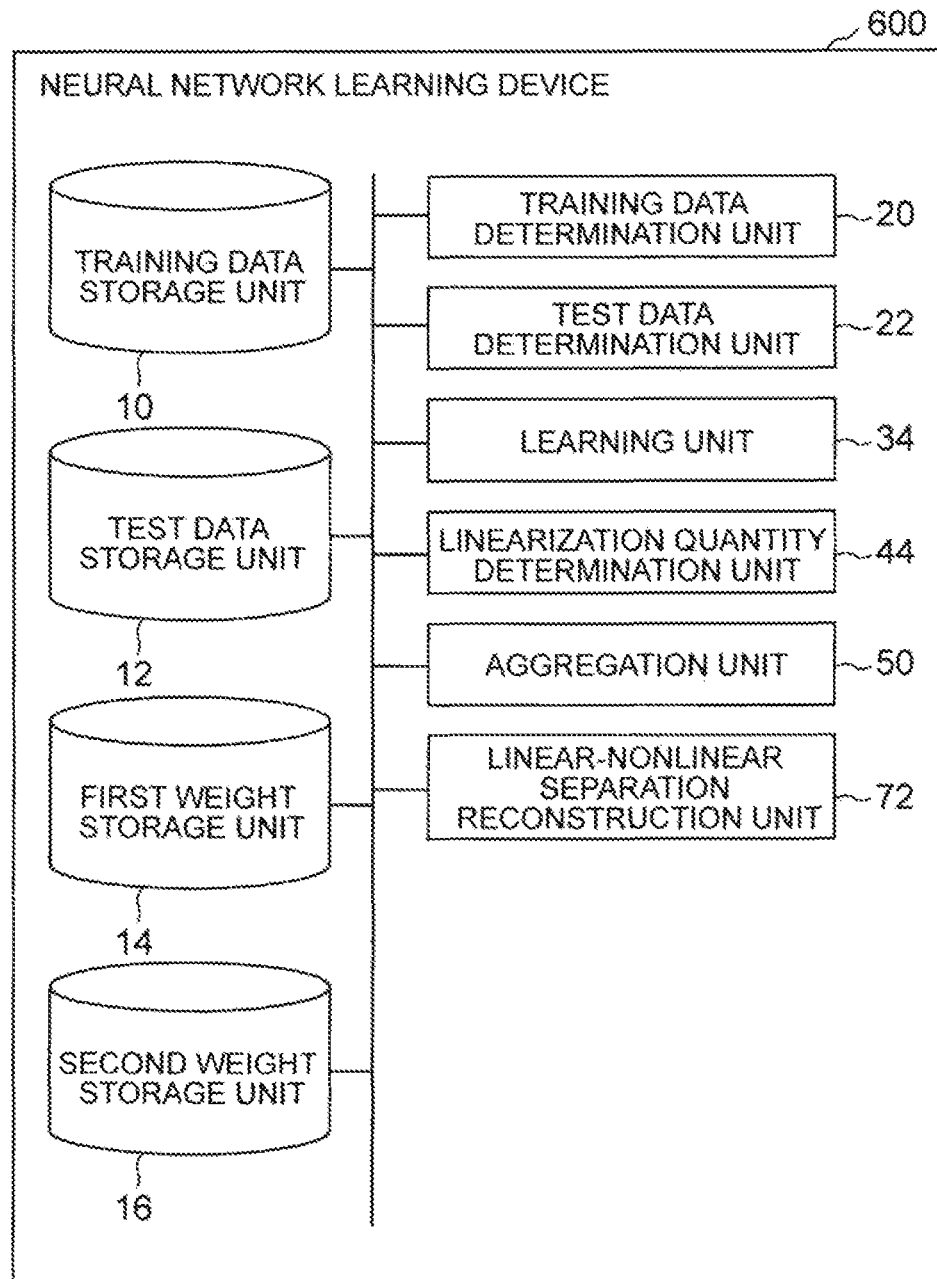 600
NEURAL NETWORK LEARNING DEVICE
TRAINING DATA
STORAGE UNIT
10
TEST DATA
STORAGE UNIT
12
FIRST WEIGHT
STORAGE UNIT
14
SECOND WEIGHT
STORAGE UNIT
16
TRAINING DATA
DETERMINATION UNIT
20
TEST DATA
DETERMINATION UNIT
22
LEARNING UNIT
34
LINEARIZATION QUANTITY
DETERMINATION UNIT
44
AGGREGATION UNIT
50
LINEAR-NONLINEAR
SEPARATION
RECONSTRUCTION UNIT
72